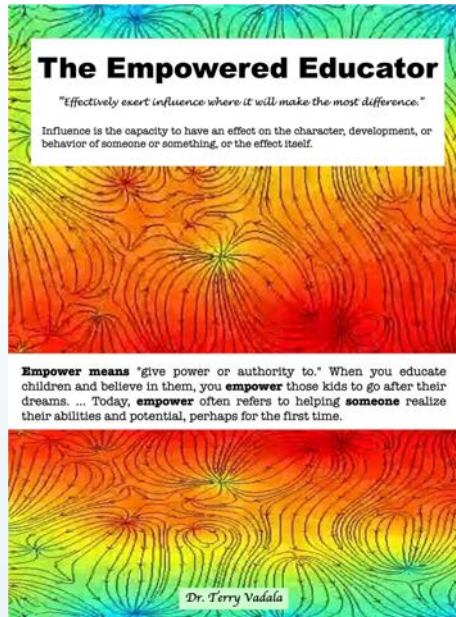 The Empowered Educator
"Effectively exert influence where it will make the most difference."
Influence is the capacity to have an effect on the character, development, or
behavior of someone or something, or the effect itself.
Empower means "give power or authority to." When you educate
children and believe in them, you empower those kids to go after their
dreams. ... Today, empower often refers to helping someone realize
their abilities and potential, perhaps for the first time.
Dr. Terry Vadala